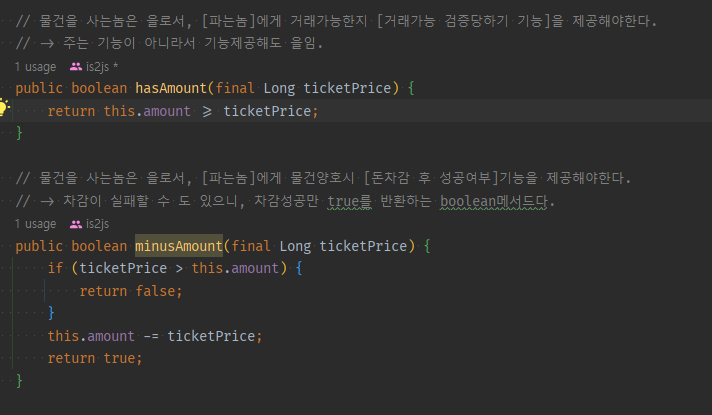 // 물건을 사는놈은 을로서, [파는놈]에게 거래가능한지 [거래가능 검증당하기 기능]을 제공해야한다.
// -> 주는 기능이 아니라서 기능제공해도 을임.
1 usage is2js *
public boolean hasAmount(final Long ticketPrice) {
return this.amount >= ticketPrice;
}
// 물건을 사는놈은 을로서, [파는놈]에게 물건양호시 [돈차감 후 성공여부]기능을 제공해야한다.
// -> 차감이 실패할 수 도 있으니, 차감성공만 true를 반환하는 boolean메서드다.
1 usage is2js
public boolean minusAmount(final Long ticketPrice) {
if (ticketPrice > this.amount) {
return false;
}
this.amount -= ticketPrice;
return true;
}